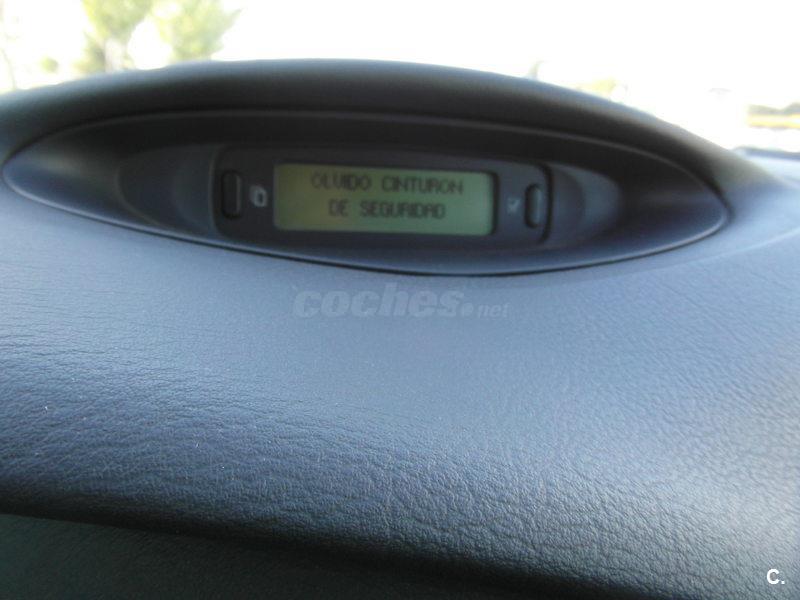 OLVIDO CINTURON
DE SEGURIDAD
coches.net
C.